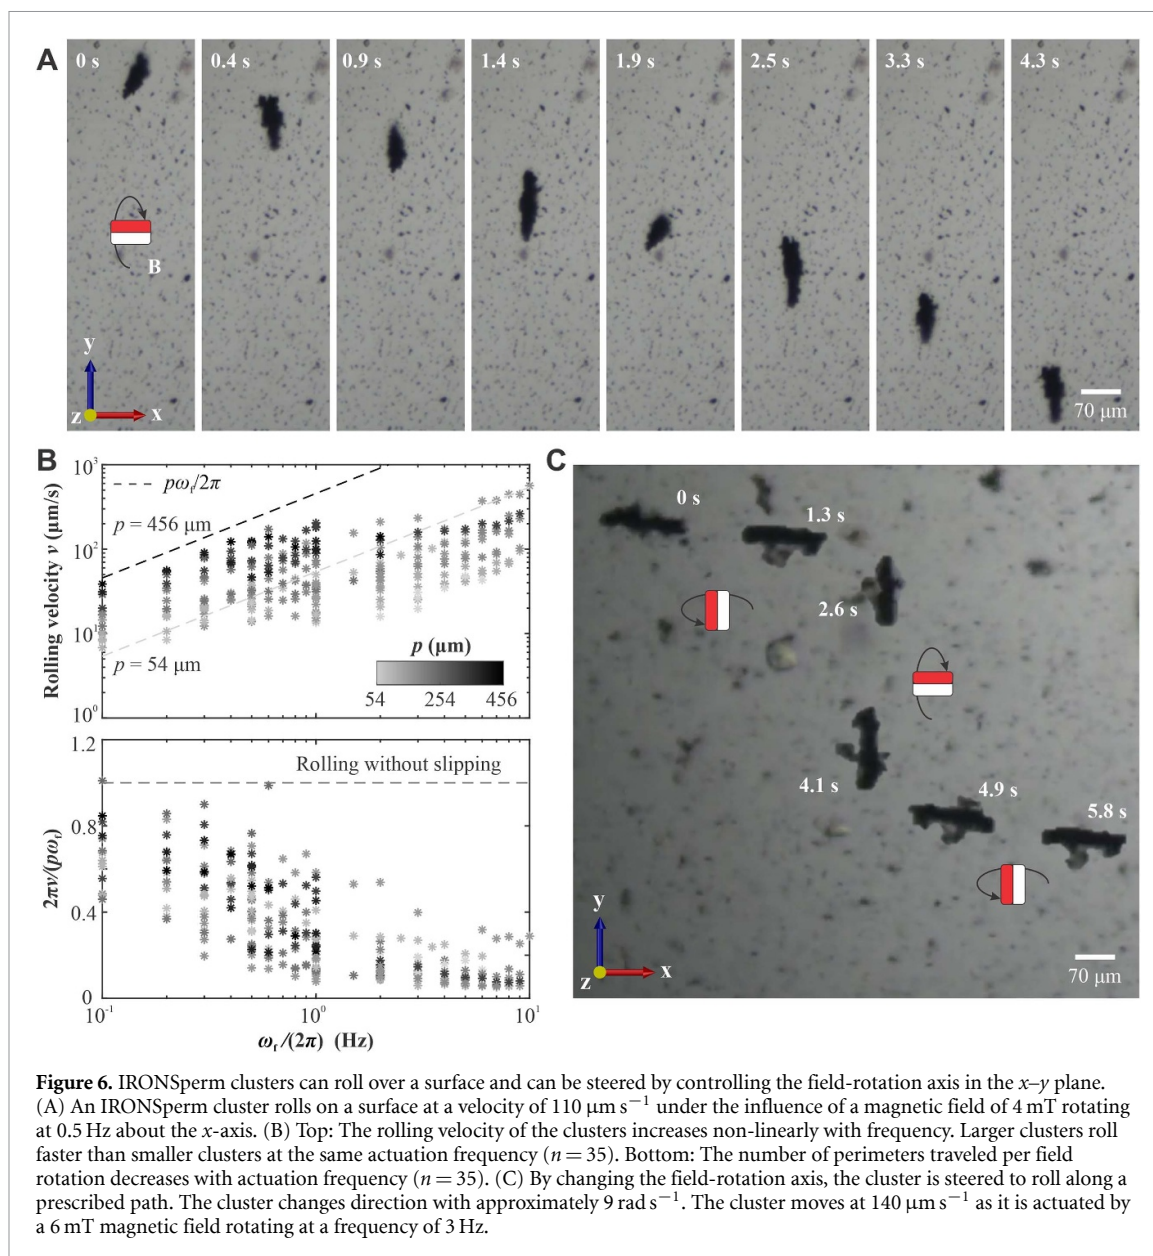 A
0 s
0.4 s
0.9 s
1.4 s
1.9 s
2.5 s
3.3 s
4.3 s
B
y
z
x
70 μm
B
Rolling velocity v (μm/s)
10³
10²
10¹
10⁰
pωf/2π
p = 456 μm
p = 54 μm
p (μm)
54
254
456
2πv/(pωf)
1.2
0.8
0.4
0
Rolling without slipping
10⁻¹
10⁰
10¹
ωf/(2π) (Hz)
C
0 s
1.3 s
2.6 s
4.1 s
4.9 s
5.8 s
y
z
x
70 μm
Figure 6. IRONSperm clusters can roll over a surface and can be steered by controlling the field-rotation axis in the x–y plane.
(A) An IRONSperm cluster rolls on a surface at a velocity of 110 μm s⁻¹ under the influence of a magnetic field of 4 mT rotating
at 0.5 Hz about the x-axis. (B) Top: The rolling velocity of the clusters increases non-linearly with frequency. Larger clusters roll
faster than smaller clusters at the same actuation frequency (n = 35). Bottom: The number of perimeters traveled per field
rotation decreases with actuation frequency (n = 35). (C) By changing the field-rotation axis, the cluster is steered to roll along a
prescribed path. The cluster changes direction with approximately 9 rad s⁻¹. The cluster moves at 140 μm s⁻¹ as it is actuated by
a 6 mT magnetic field rotating at a frequency of 3 Hz.